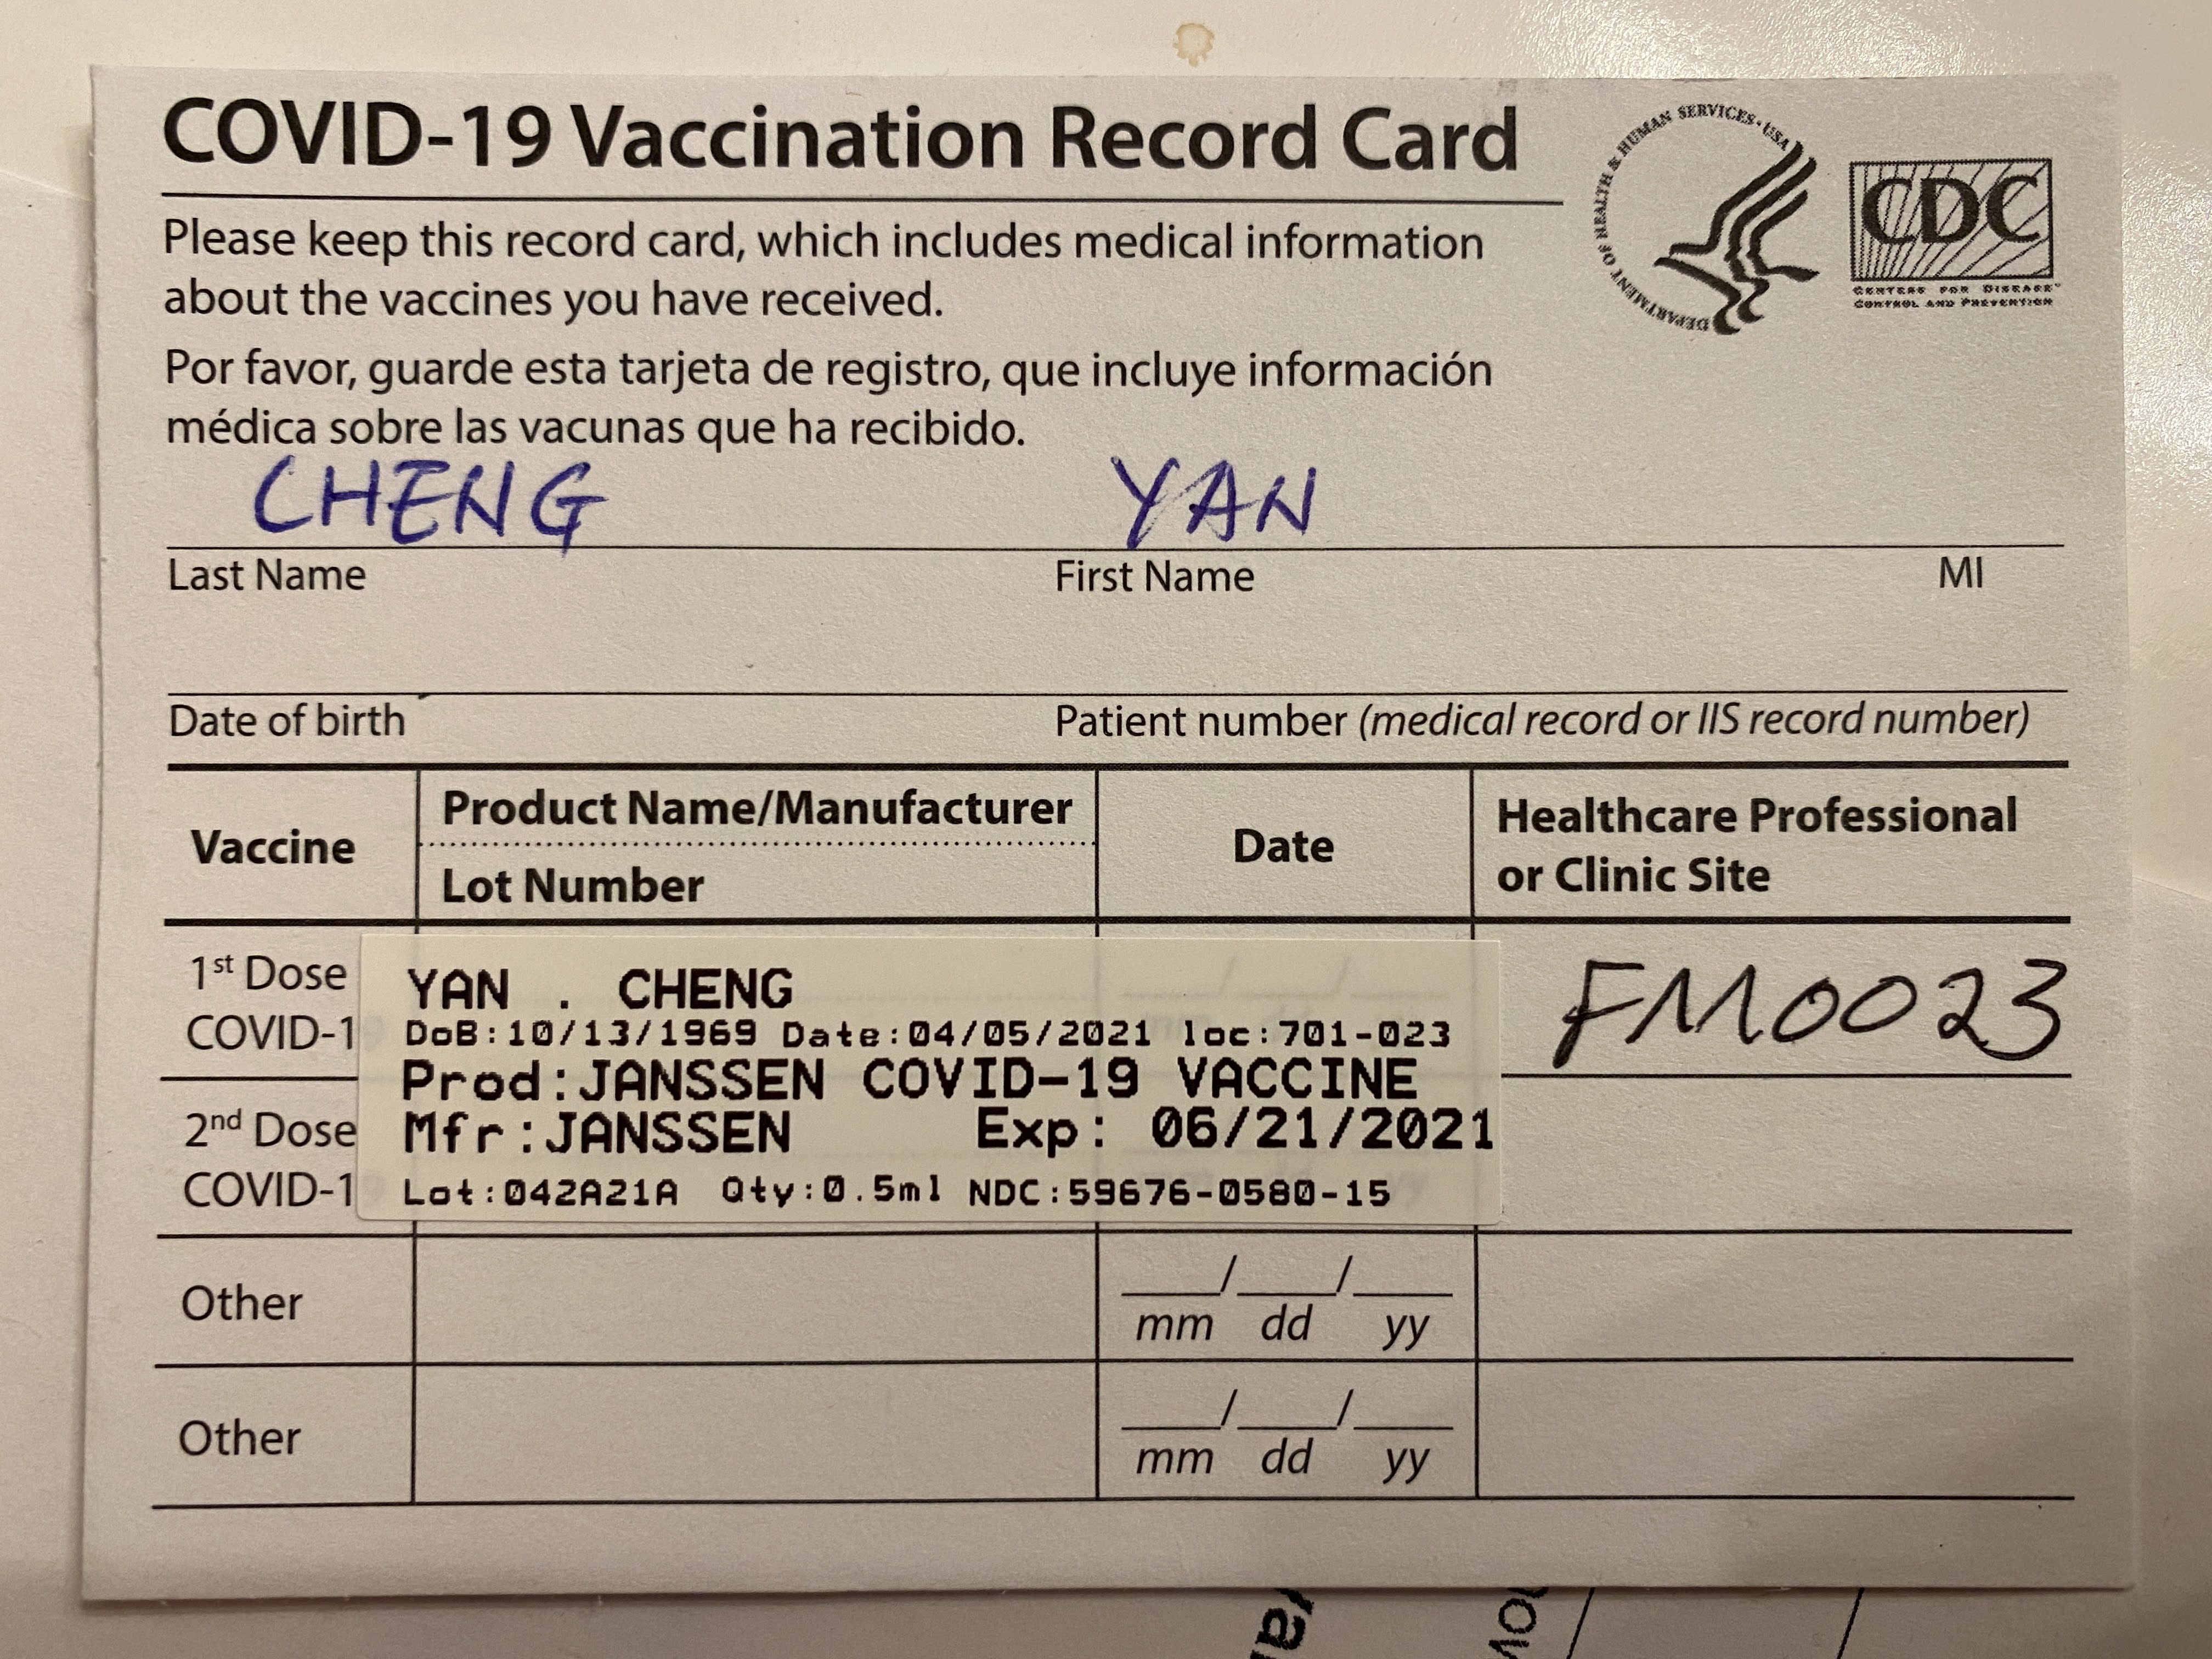 COVID-19 Vaccination Record Card
DEPARTMENT OF HEALTH & HUMAN SERVICES • USA
CDC
CENTERS FOR DISEASE
CONTROL AND PREVENTION
Please keep this record card, which includes medical information
about the vaccines you have received.
Por favor, guarde esta tarjeta de registro, que incluye información
médica sobre las vacunas que ha recibido.
CHENG YAN
Last Name First Name MI
Date of birth Patient number (medical record or IIS record number)
Vaccine
Product Name/Manufacturer
Lot Number
Date
Healthcare Professional
or Clinic Site
1st Dose
COVID-1
YAN . CHENG
DoB:10/13/1969 Date:04/05/2021 loc:701-023
Prod:JANSSEN COVID-19 VACCINE
Mfr:JANSSEN Exp: 06/21/2021
Lot:042A21A Qty:0.5ml NDC:59676-0580-15
FM0023
2nd Dose
COVID-1
Other
___/___/___
mm dd yy
Other
___/___/___
mm dd yy